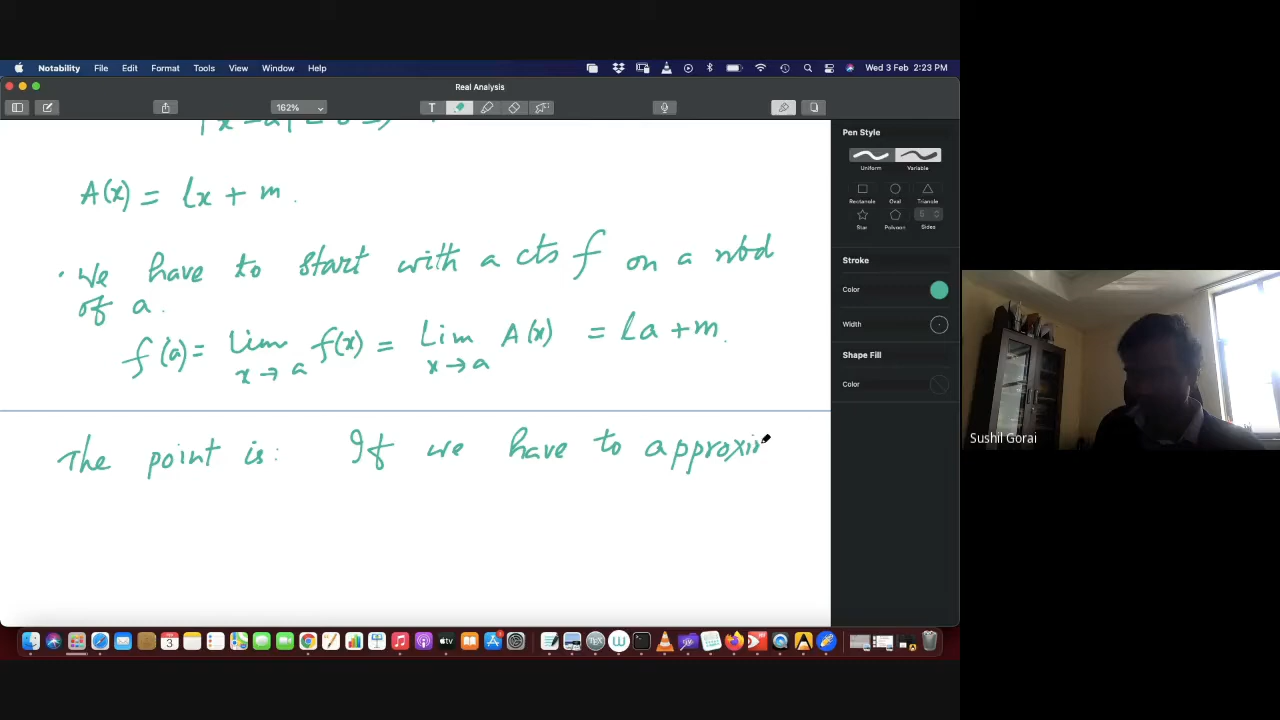 Notability File Edit Format Tools View Window Help Wed 3 Feb 2:23 PM
Real Analysis
162%
Pen Style
Uniform Variable
Rectangle Oval Triangle
Star Polygon Sides
5
Stroke
Color
Width
Shape Fill
Color
A(x) = lx + m.
· We have to start with a cts f on a nbd
of a.
f(a) = lim f(x) = lim A(x) = la + m.
x→a x→a
The point is: If we have to approxi
Sushil Gorai